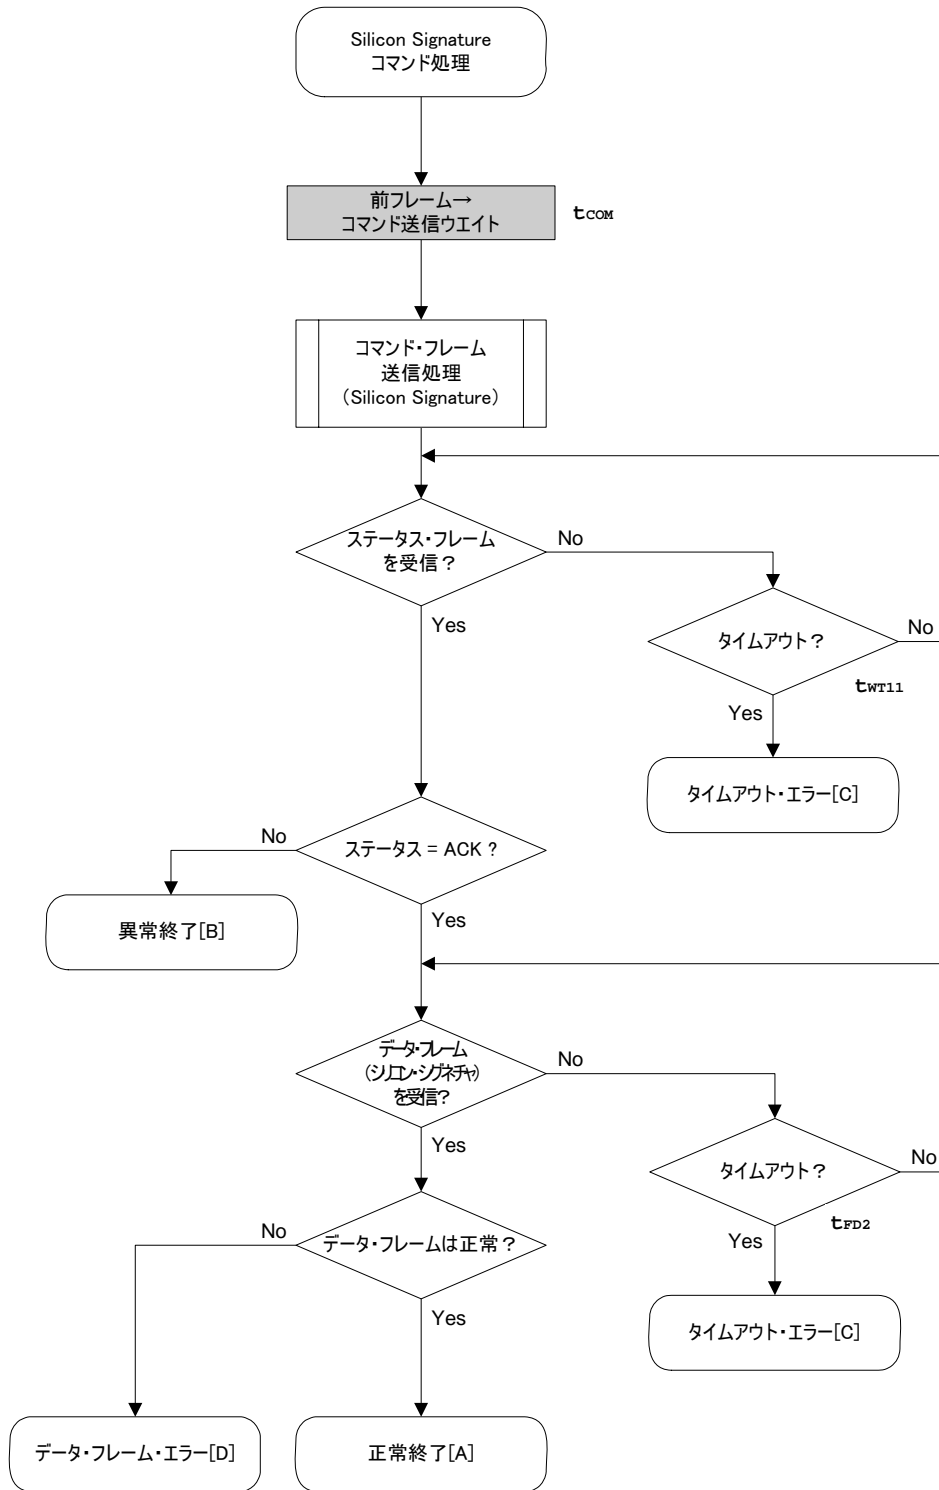 Silicon Signature
コマンド処理
前フレーム→
コマンド送信ウエイト
tCOM
コマンド・フレーム
送信処理
（Silicon Signature）
ステータス・フレーム
を受信？
No
Yes
タイムアウト？
No
tWT11
Yes
タイムアウト・エラー[C]
ステータス = ACK ?
No
異常終了[B]
Yes
データ・フレーム
(シリコン・シグネチャ)
を受信？
No
Yes
タイムアウト？
No
tFD2
Yes
タイムアウト・エラー[C]
データ・フレームは正常？
No
Yes
データ・フレーム・エラー[D]
正常終了[A]